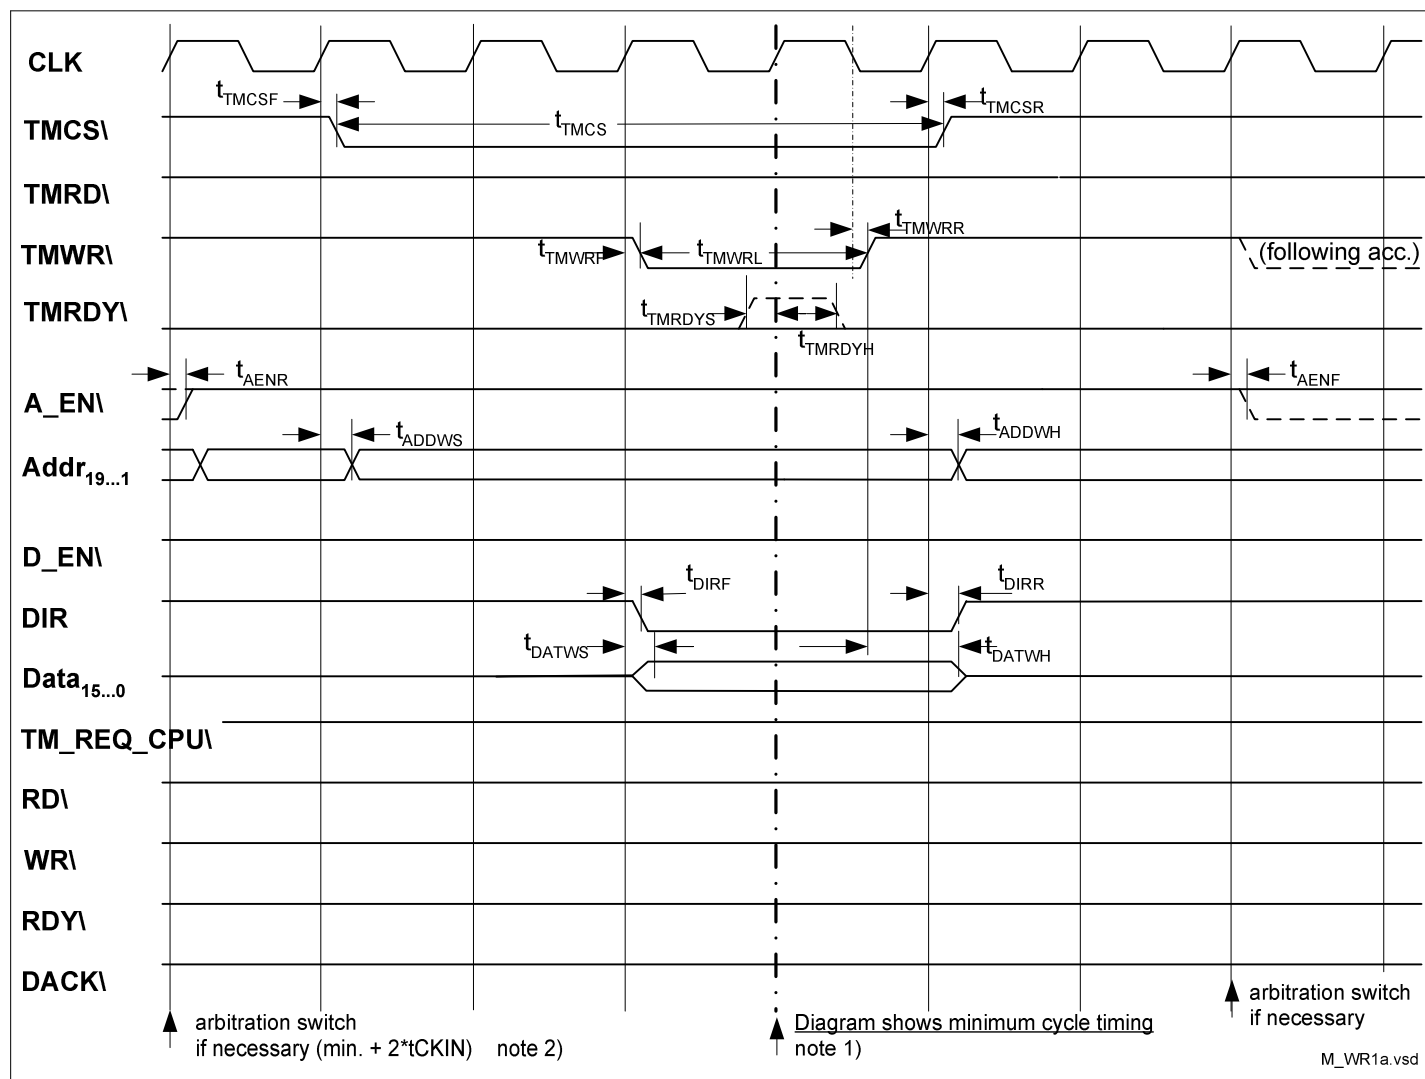 CLK
tTMCSF
tTMCSR
TMCS\
tTMCS
TMRD\
tTMWRR
TMWR\
tTMWRF
tTMWRL
(following acc.)
TMRDY\
tTMRDYS
tTMRDYH
tAENR
tAENF
A_EN\
tADDWS
tADDWH
Addr19...1
D_EN\
tDIRF
tDIRR
DIR
tDATWS
tDATWH
Data15...0
TM_REQ_CPU\
RD\
WR\
RDY\
DACK\
arbitration switch
if necessary (min. + 2*tCKIN) note 2)
Diagram shows minimum cycle timing
note 1)
arbitration switch
if necessary
M_WR1a.vsd